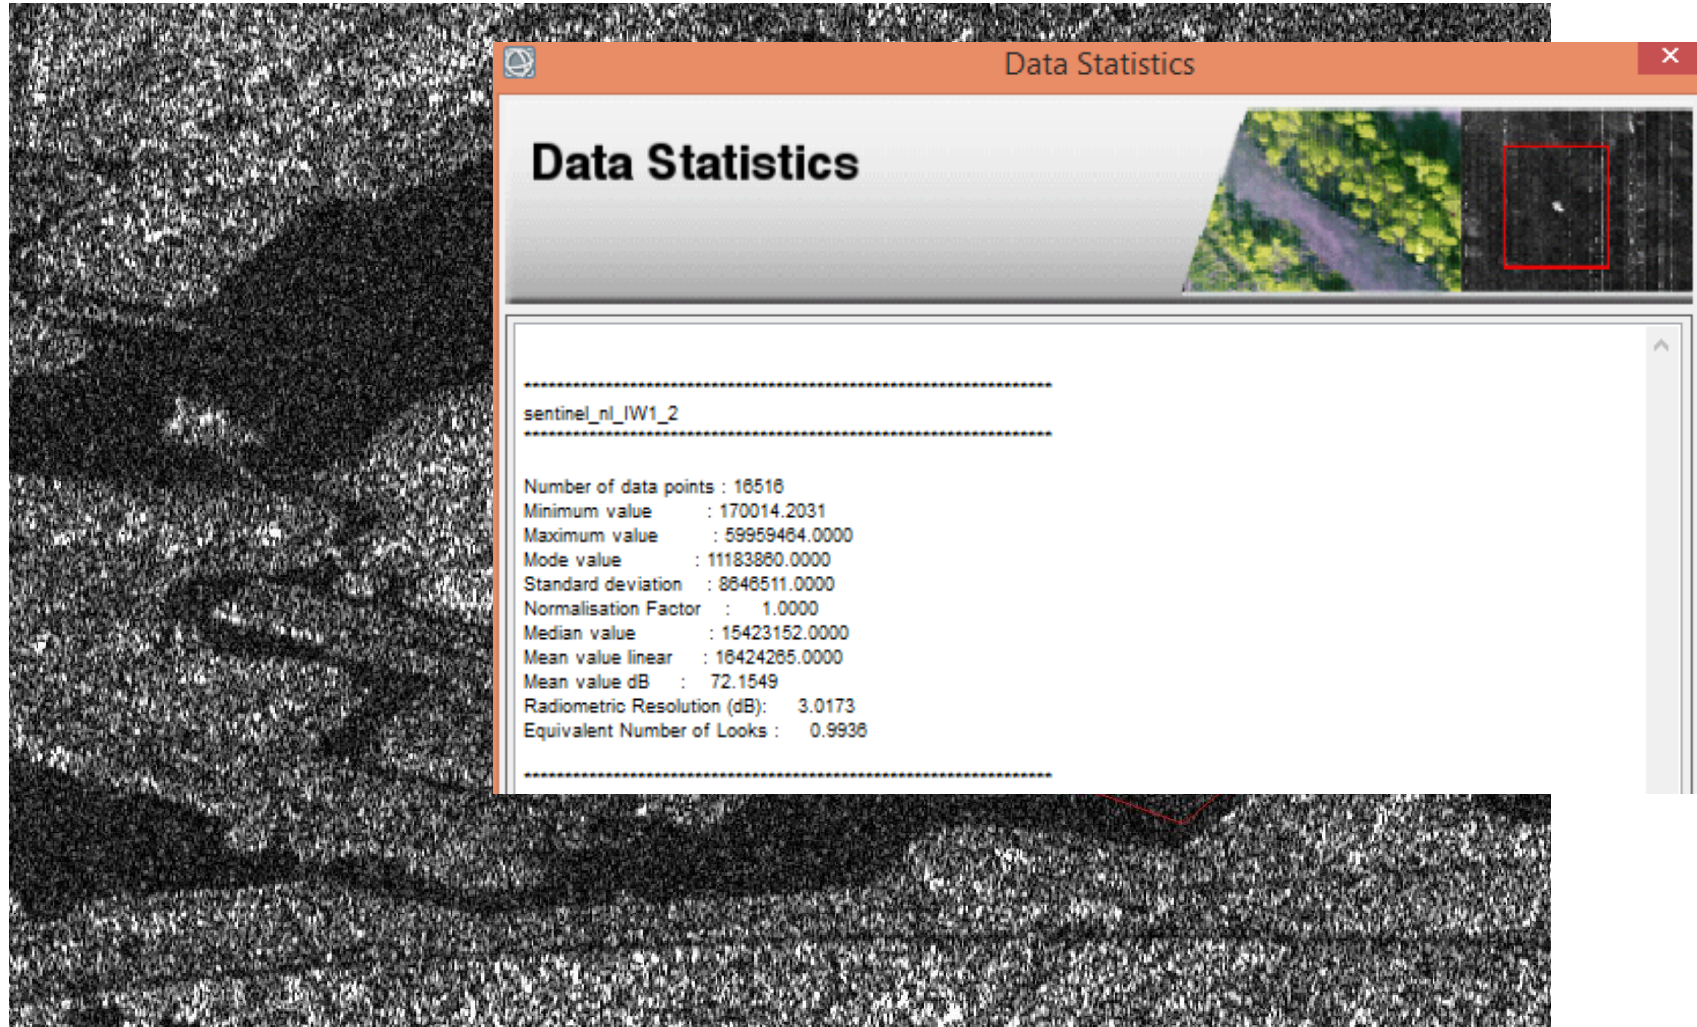 Data Statistics
Data Statistics
******************************************************************
sentinel_nl_IW1_2
******************************************************************
Number of data points : 16516
Minimum value : 170014.2031
Maximum value : 59959464.0000
Mode value : 11183860.0000
Standard deviation : 8646511.0000
Normalisation Factor : 1.0000
Median value : 15423152.0000
Mean value linear : 16424265.0000
Mean value dB : 72.1549
Radiometric Resolution (dB): 3.0173
Equivalent Number of Looks : 0.9936
******************************************************************